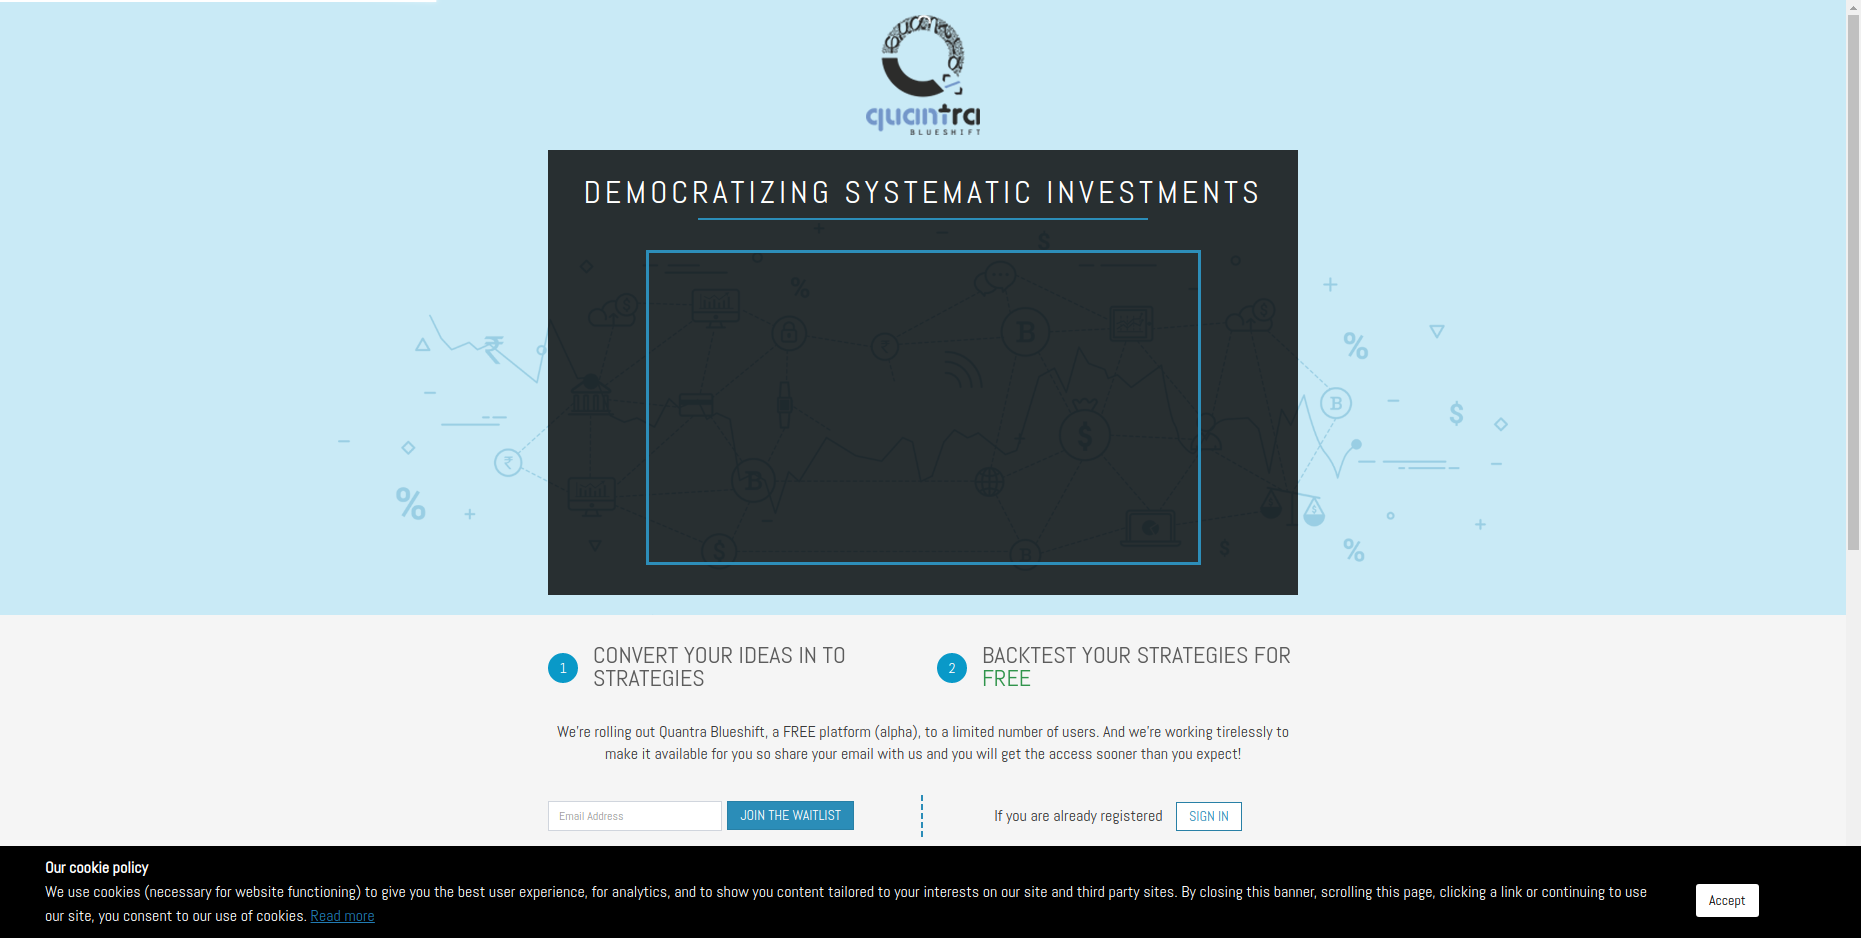 quantra
BLUESHIFT
DEMOCRATIZING SYSTEMATIC INVESTMENTS
1
CONVERT YOUR IDEAS IN TO
STRATEGIES
2
BACKTEST YOUR STRATEGIES FOR
FREE
We're rolling out Quantra Blueshift, a FREE platform (alpha), to a limited number of users. And we're working tirelessly to
make it available for you so share your email with us and you will get the access sooner than you expect!
Email Address
JOIN THE WAITLIST
If you are already registered
SIGN IN
Our cookie policy
We use cookies (necessary for website functioning) to give you the best user experience, for analytics, and to show you content tailored to your interests on our site and third party sites. By closing this banner, scrolling this page, clicking a link or continuing to use
our site, you consent to our use of cookies. Read more
Accept